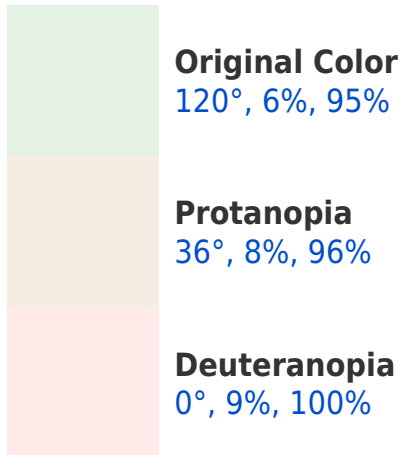 Original Color
120°, 6%, 95%
Protanopia
36°, 8%, 96%
Deuteranopia
0°, 9%, 100%